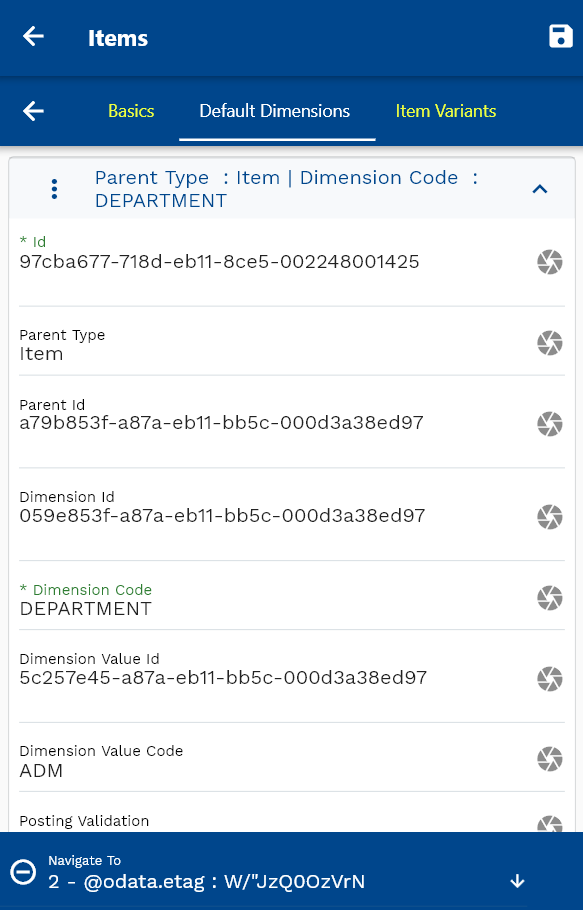 Items
Basics
Default Dimensions
Item Variants
Parent Type : Item | Dimension Code :
DEPARTMENT
* Id
97cba677-718d-eb11-8ce5-002248001425
Parent Type
Item
Parent Id
a79b853f-a87a-eb11-bb5c-000d3a38ed97
Dimension Id
059e853f-a87a-eb11-bb5c-000d3a38ed97
* Dimension Code
DEPARTMENT
Dimension Value Id
5c257e45-a87a-eb11-bb5c-000d3a38ed97
Dimension Value Code
ADM
Posting Validation
Navigate To
2 - @odata.etag : W/"JzQ0OzVrN